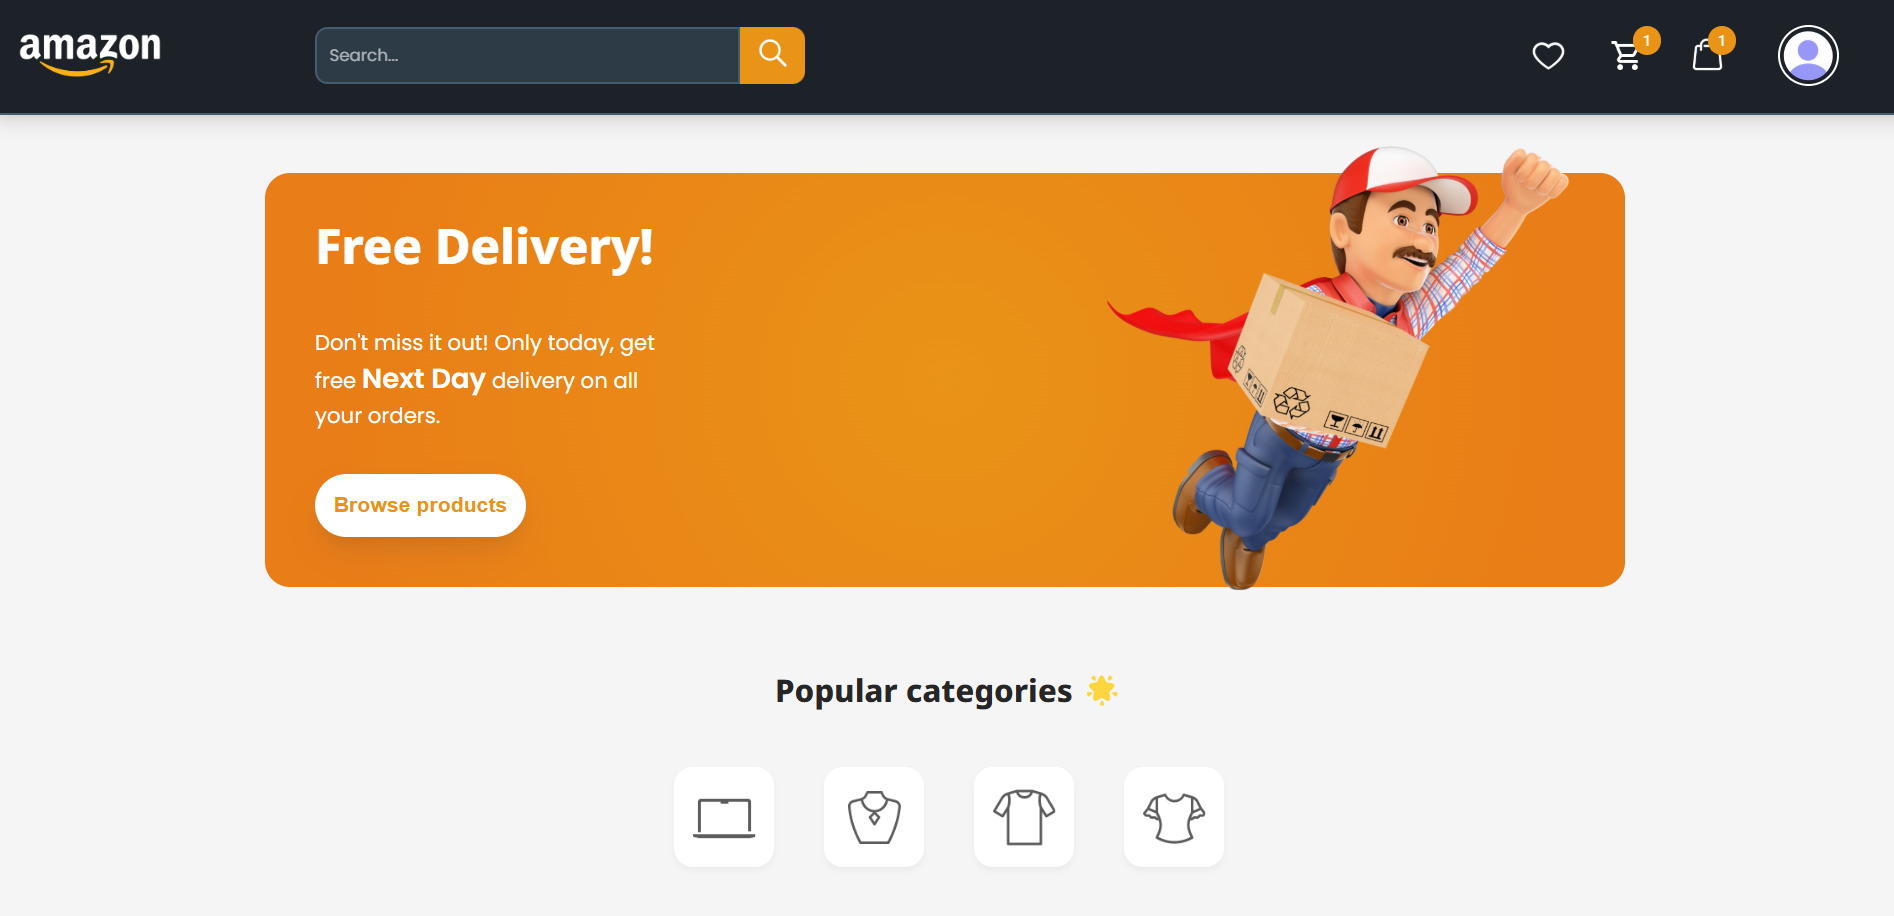 amazon
Search...
1
1
Free Delivery!
Don't miss it out! Only today, get
free Next Day delivery on all
your orders.
Browse products
Popular categories